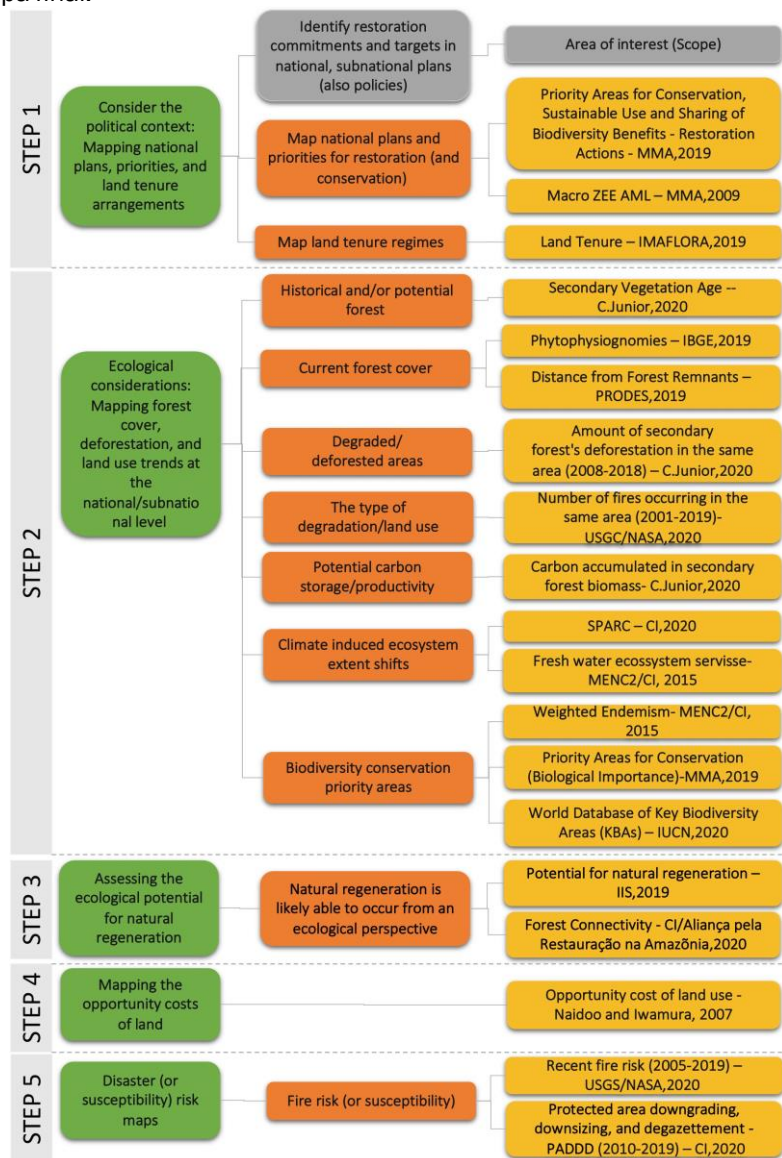 STEP 1
Consider the
political context:
Mapping national
plans, priorities, and
land tenure
arrangements
Identify restoration
commitments and targets in
national, subnational plans
(also policies)
Area of interest (Scope)
Map national plans and
priorities for restoration (and
conservation)
Priority Areas for Conservation,
Sustainable Use and Sharing of
Biodiversity Benefits - Restoration
Actions - MMA,2019
Macro ZEE AML – MMA,2009
Map land tenure regimes
Land Tenure – IMAFLORA,2019
STEP 2
Ecological
considerations:
Mapping forest
cover,
deforestation, and
land use trends at
the
national/subnatio
nal level
Historical and/or potential
forest
Secondary Vegetation Age --
C.Junior,2020
Current forest cover
Phytophysiognomies – IBGE,2019
Distance from Forest Remnants –
PRODES,2019
Degraded/
deforested areas
Amount of secondary
forest's deforestation in the same
area (2008-2018) – C.Junior,2020
The type of
degradation/land use
Number of fires occurring in the
same area (2001-2019)-
USGC/NASA,2020
Potential carbon
storage/productivity
Carbon accumulated in secondary
forest biomass- C.Junior,2020
Climate induced ecosystem
extent shifts
SPARC – CI,2020
Fresh water ecossystem servisse-
MENC2/CI, 2015
Biodiversity conservation
priority areas
Weighted Endemism- MENC2/CI,
2015
Priority Areas for Conservation
(Biological Importance)-MMA,2019
World Database of Key Biodiversity
Areas (KBAs) – IUCN,2020
STEP 3
Assessing the
ecological potential
for natural
regeneration
Natural regeneration is
likely able to occur from an
ecological perspective
Potential for natural regeneration –
IIS,2019
Forest Connectivity - CI/Aliança pela
Restauração na Amazõnia,2020
STEP 4
Mapping the
opportunity costs
of land
Opportunity cost of land use -
Naidoo and Iwamura, 2007
STEP 5
Disaster (or
susceptibility) risk
maps
Fire risk (or susceptibility)
Recent fire risk (2005-2019) –
USGS/NASA,2020
Protected area downgrading,
downsizing, and degazettement -
PADDD (2010-2019) – CI,2020